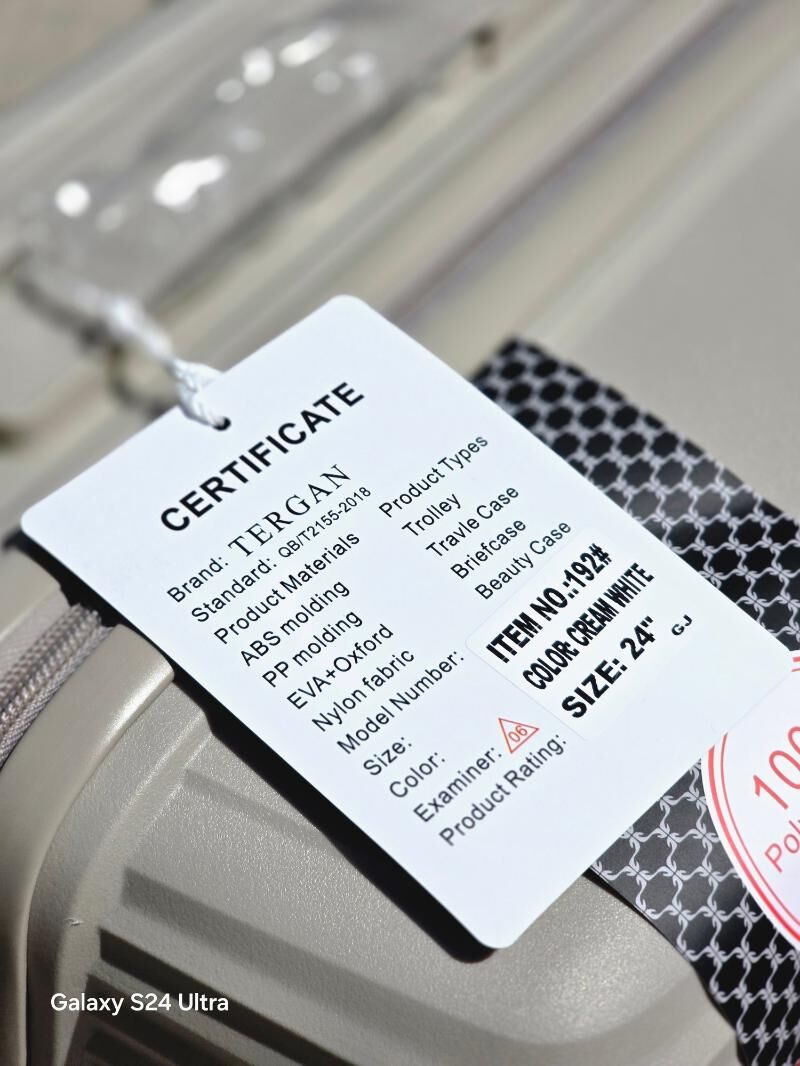 CERTIFICATE
Brand: TERGAN
Standard: QB/T2155-2018
Product Materials
ABS molding
PP molding
EVA+Oxford
Nylon fabric
Product Types
Trolley
Travle Case
Briefcase
Beauty Case
Model Number:
Size:
Color:
Examiner: 06
Product Rating:
ITEM NO.:192#
COLOR: CREAM WHITE
SIZE: 24"
GJ
100
Galaxy S24 Ultra